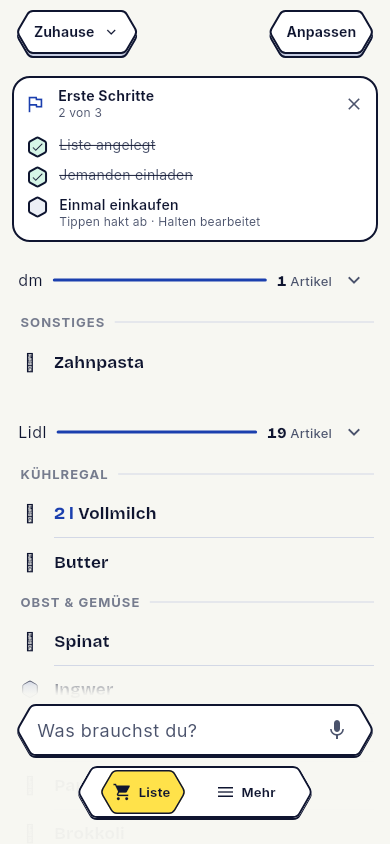 Zuhause
Anpassen
Erste Schritte
2 von 3
Liste angelegt
Jemanden einladen
Einmal einkaufen
Tippen hakt ab · Halten bearbeitet
dm
1 Artikel
SONSTIGES
Zahnpasta
Lidl
19 Artikel
KÜHLREGAL
2 l Vollmilch
Butter
OBST & GEMÜSE
Spinat
Ingwer
Was brauchst du?
Liste
Mehr
Brokkoli